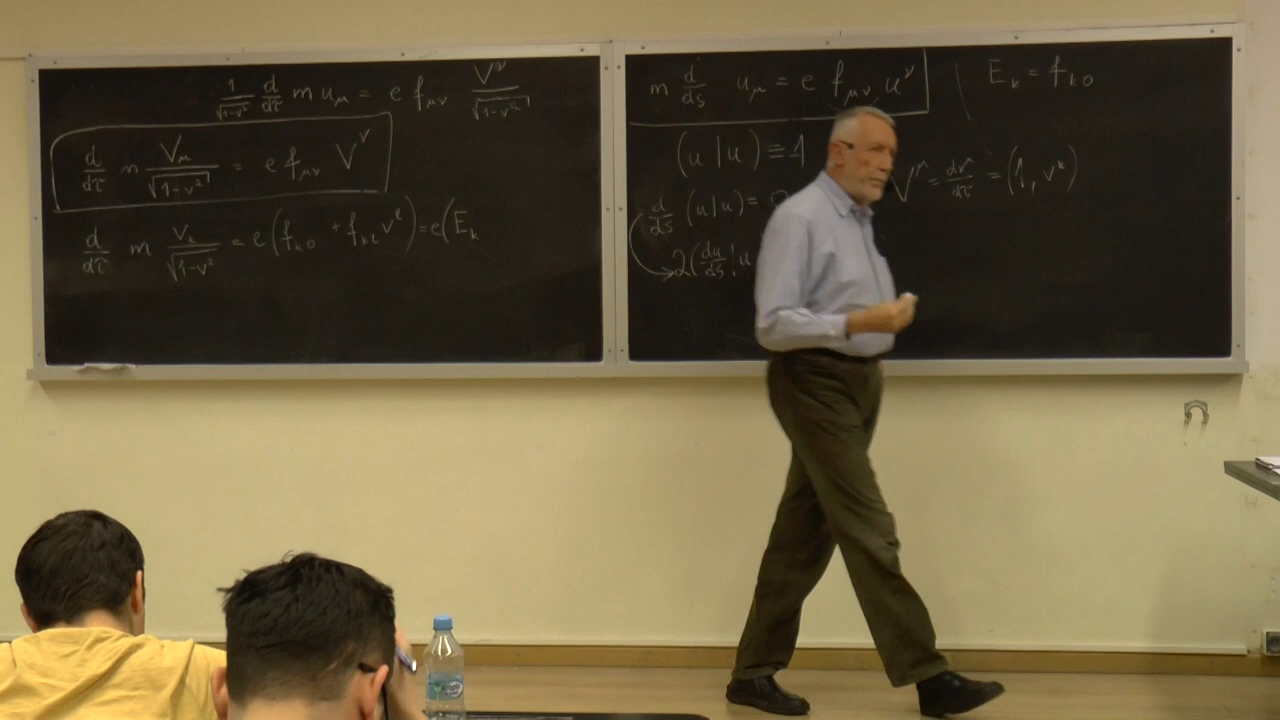 1/√(1-v²) d/dτ m u_μ = e f_μν V^ν/√(1-v²)
d/dτ m V_μ/√(1-v²) = e f_μν V^ν
d/dτ m V_k/√(1-v²) = e(f_k0 + f_kl v^l) = e(E_k
m d/ds u_μ = e f_μν u^ν
(u|u) ≡ 1
d/ds (u|u) =
2(du/ds|u
E_k = f_k0
V^μ = dx^μ/dτ = (1, v^k)